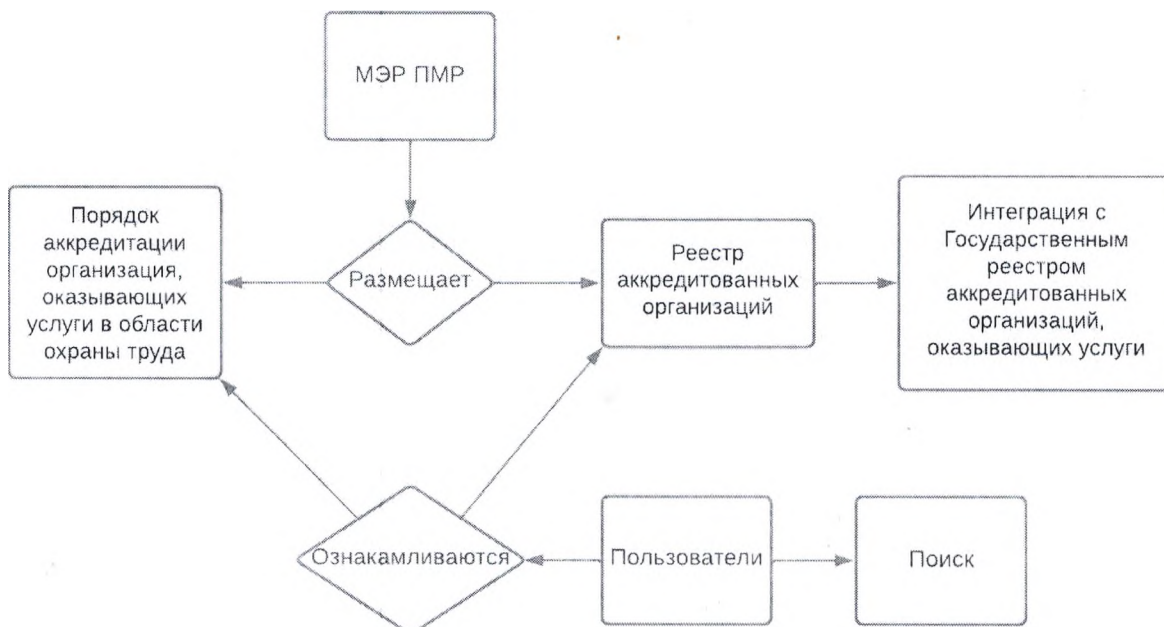 МЭР ПМР
Порядок
аккредитации
организация,
оказывающих
услуги в области
охраны труда
Размещает
Реестр
аккредитованных
организаций
Интеграция с
Государственным
реестром
аккредитованных
организаций,
оказывающих услуги
Ознакамливаются
Пользователи
Поиск